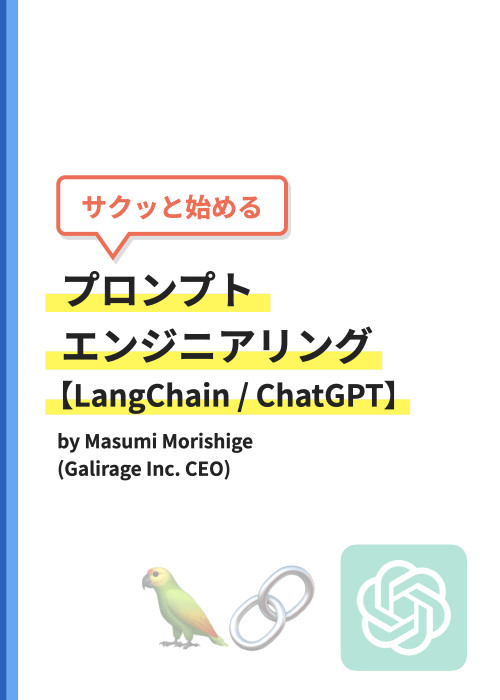 サクッと始める
プロンプト
エンジニアリング
【LangChain / ChatGPT】
by Masumi Morishige
(Galirage Inc. CEO)